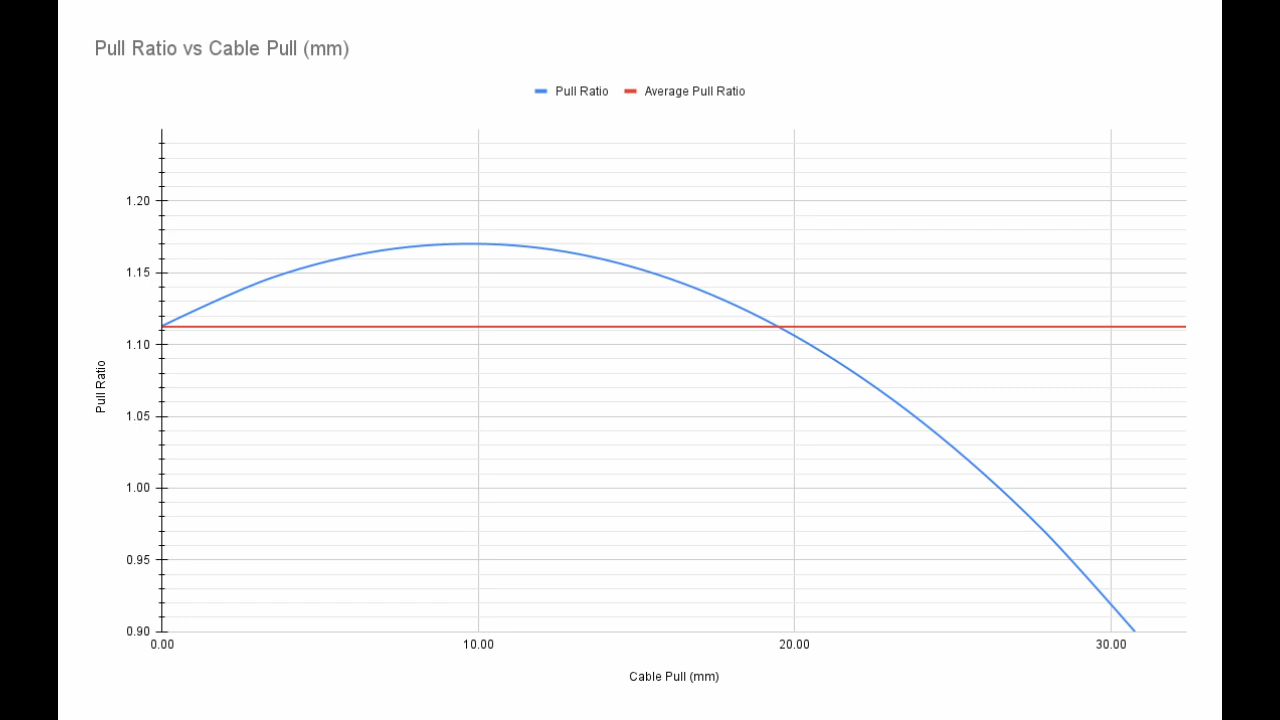 Pull Ratio vs Cable Pull (mm)
Pull Ratio Average Pull Ratio
1.20
1.15
1.10
1.05
1.00
0.95
0.90
Pull Ratio
0.00 10.00 20.00 30.00
Cable Pull (mm)